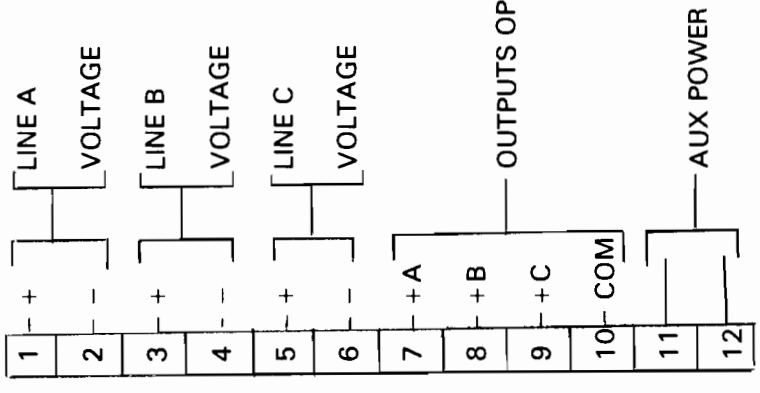 LINE A
VOLTAGE
LINE B
VOLTAGE
LINE C
VOLTAGE
OUTPUTS OP
AUX POWER
+
-
+
-
+
-
+A
+B
+C
COM
1
2
3
4
5
6
7
8
9
10
11
12